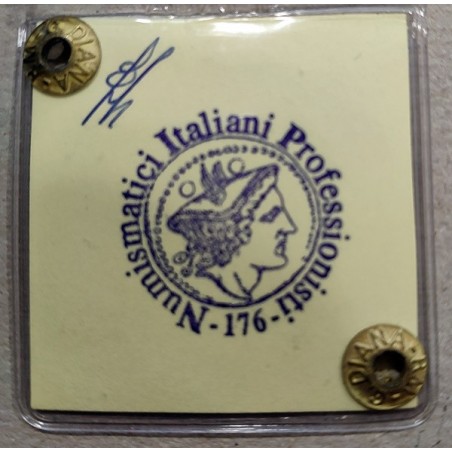 DIANA
Numismatici Italiani Professionisti
-176-
DIANA